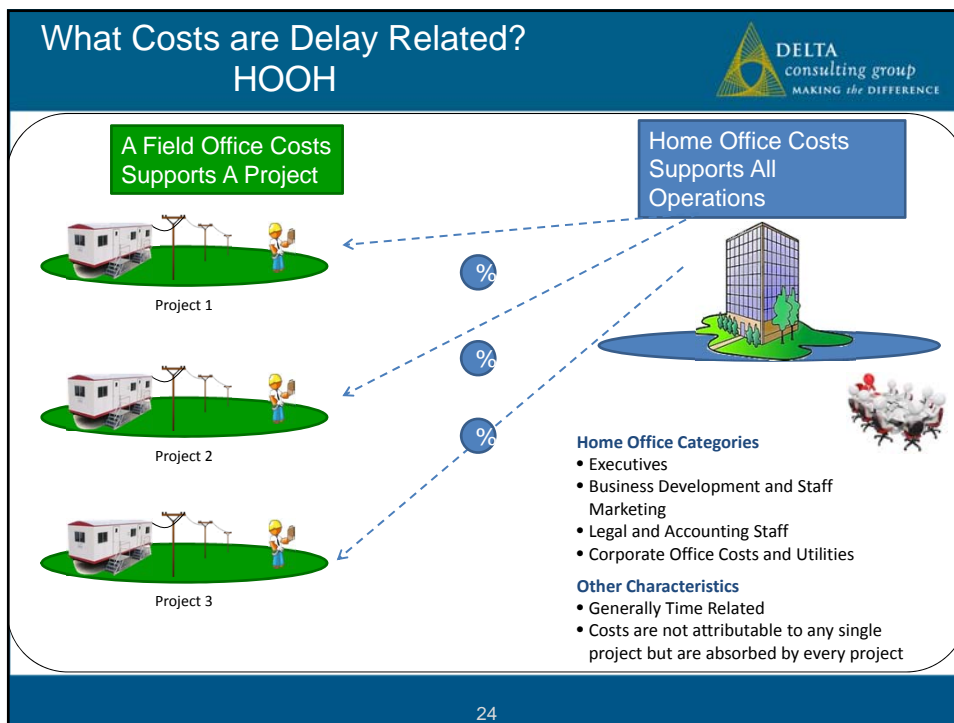 What Costs are Delay Related?
HOOH
DELTA
consulting group
MAKING the DIFFERENCE
A Field Office Costs
Supports A Project
Home Office Costs
Supports All
Operations
Project 1
%
Project 2
%
%
Project 3
Home Office Categories
• Executives
• Business Development and Staff
Marketing
• Legal and Accounting Staff
• Corporate Office Costs and Utilities
Other Characteristics
• Generally Time Related
• Costs are not attributable to any single
project but are absorbed by every project
24